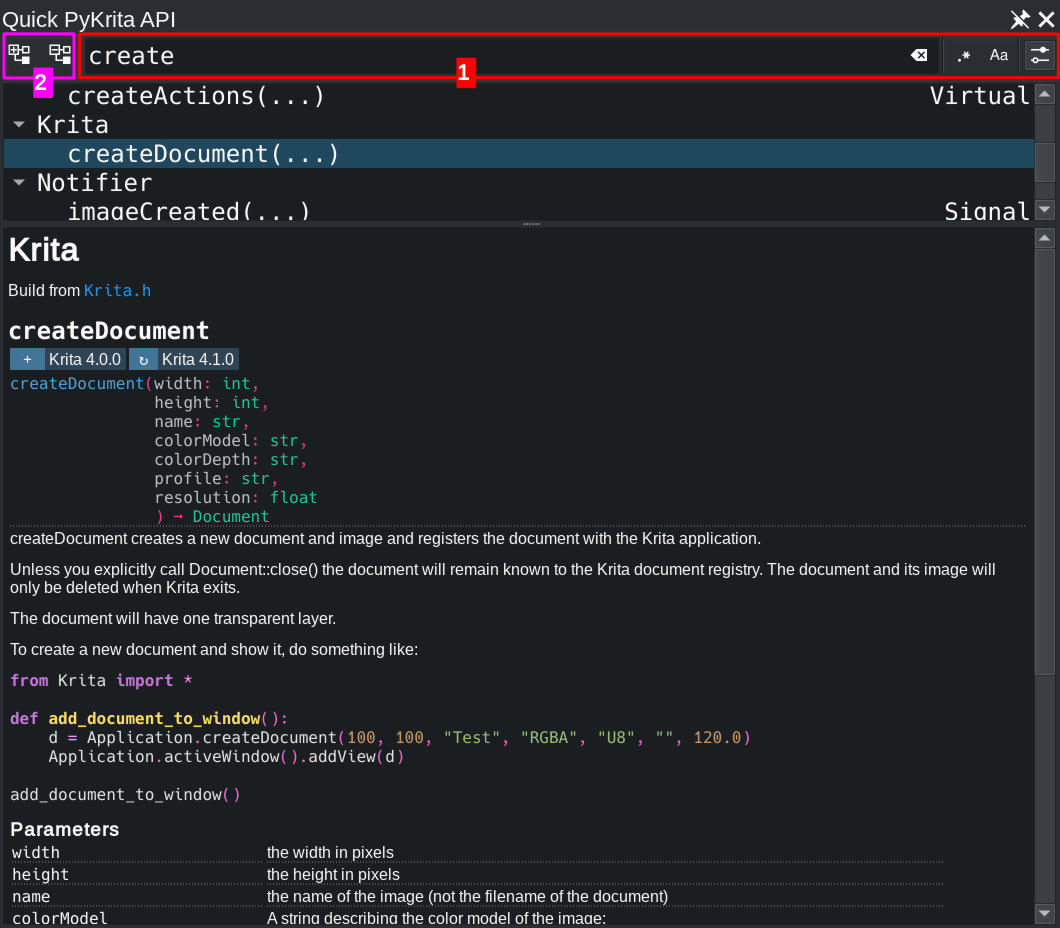 Quick PyKrita API
create
.* Aa
1
2
createActions(...) Virtual
Krita
createDocument(...)
Notifier
imageCreated(...) Signal
Krita
Build from Krita.h
createDocument
+ Krita 4.0.0 ↻ Krita 4.1.0
createDocument(width: int,
height: int,
name: str,
colorModel: str,
colorDepth: str,
profile: str,
resolution: float
) → Document
createDocument creates a new document and image and registers the document with the Krita application.
Unless you explicitly call Document::close() the document will remain known to the Krita document registry. The document and its image will
only be deleted when Krita exits.
The document will have one transparent layer.
To create a new document and show it, do something like:
from Krita import *
def add_document_to_window():
d = Application.createDocument(100, 100, "Test", "RGBA", "U8", "", 120.0)
Application.activeWindow().addView(d)
add_document_to_window()
Parameters
width the width in pixels
height the height in pixels
name the name of the image (not the filename of the document)
colorModel A string describing the color model of the image: